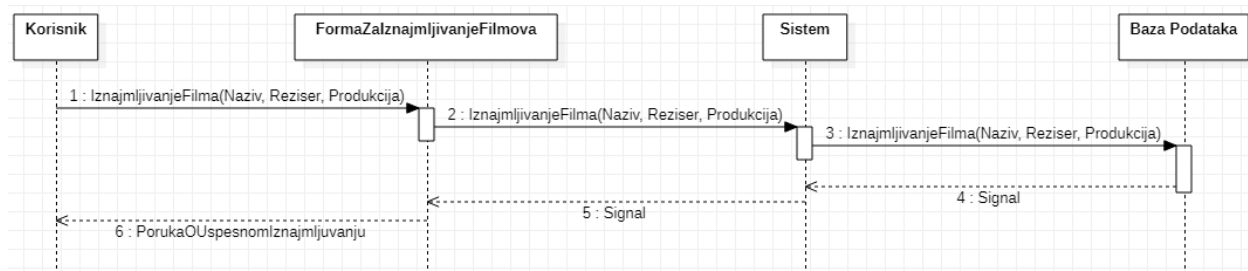 Korisnik
FormaZaIznajmljivanjeFilmova
Sistem
Baza Podataka
1 : IznajmljivanjeFilma(Naziv, Reziser, Produkcija)
2 : IznajmljivanjeFilma(Naziv, Reziser, Produkcija)
3 : IznajmljivanjeFilma(Naziv, Reziser, Produkcija)
4 : Signal
5 : Signal
6 : PorukaOUspesnomIznajmljuvanju